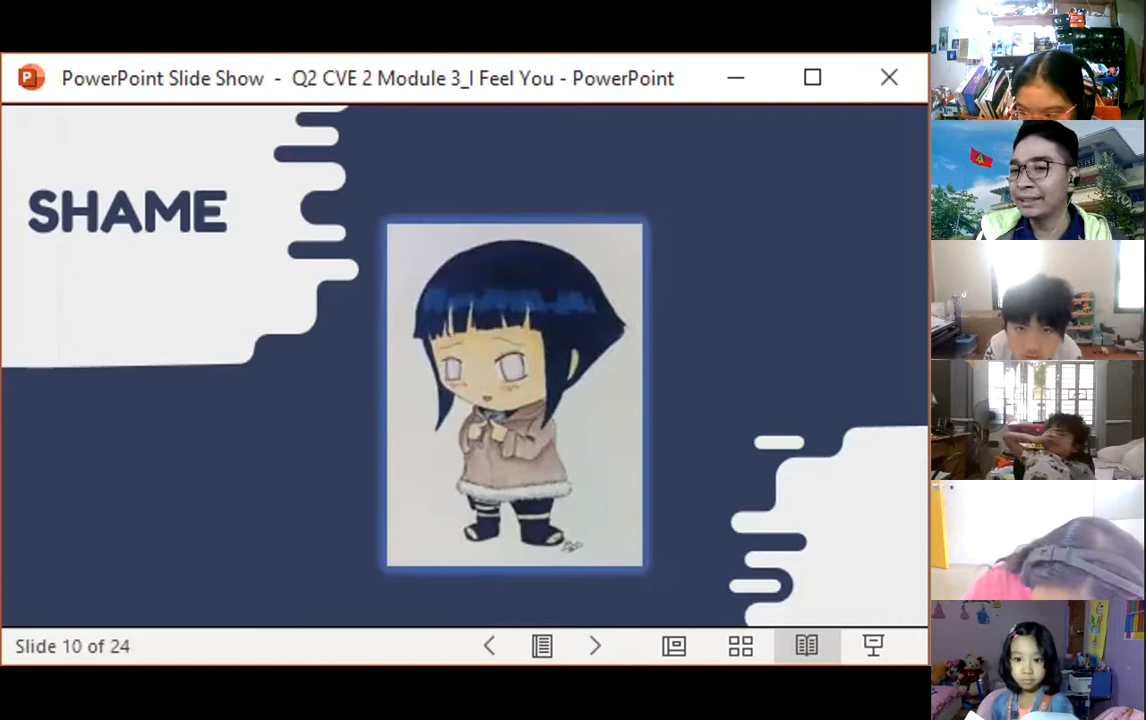 PowerPoint Slide Show - Q2 CVE 2 Module 3_I Feel You - PowerPoint
SHAME
Slide 10 of 24